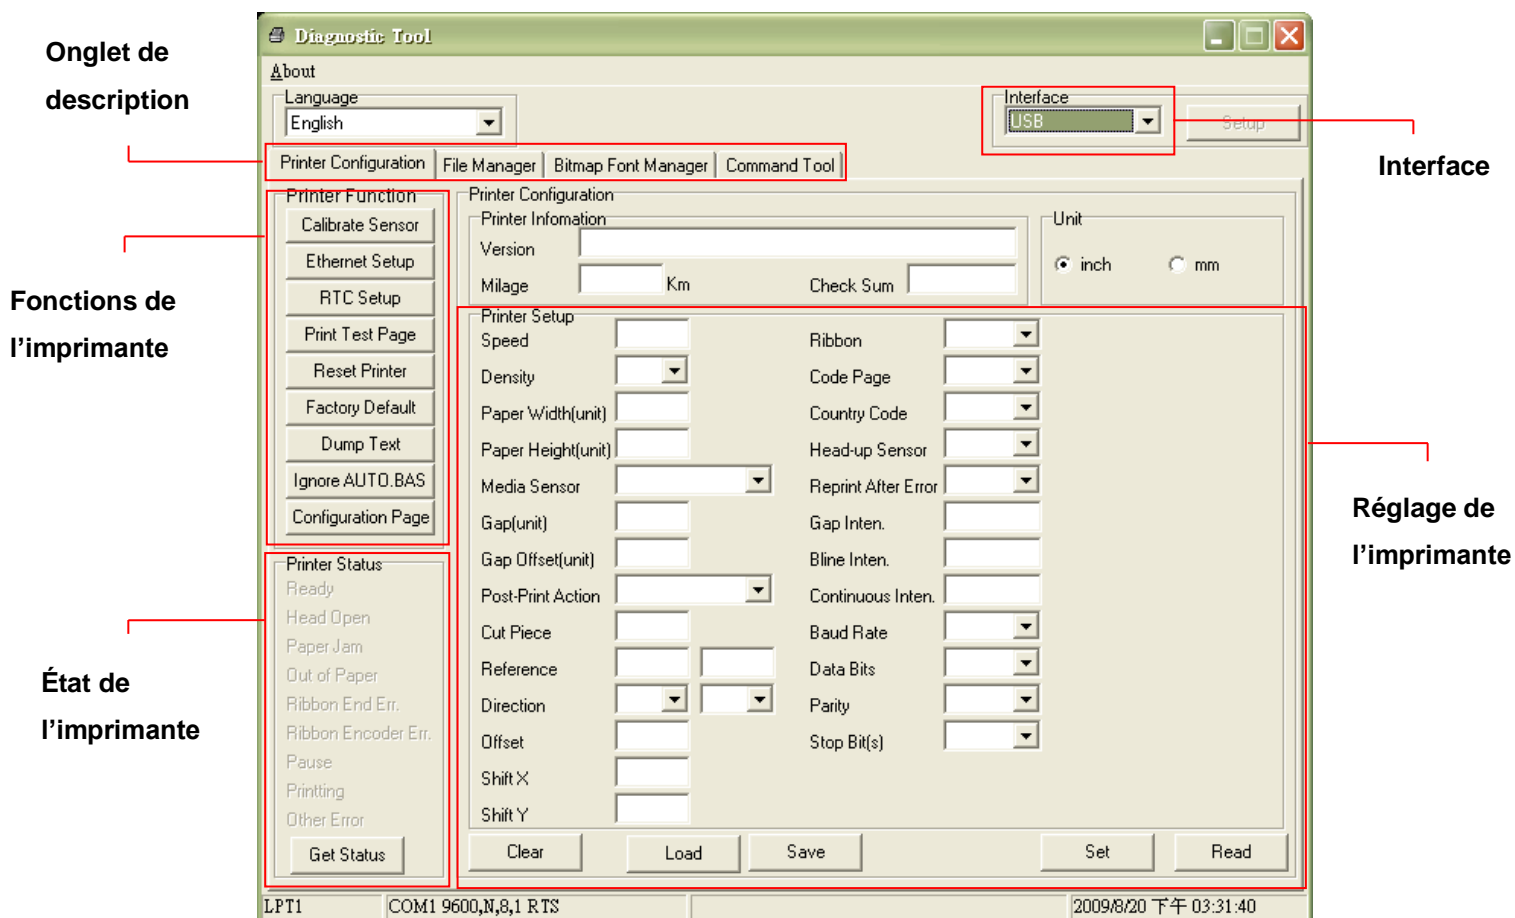 Onglet de
description
Fonctions de
l’imprimante
État de
l’imprimante
Diagnostic Tool
About
Language
English
Interface
USB
Setup
Printer Configuration
File Manager
Bitmap Font Manager
Command Tool
Printer Function
Calibrate Sensor
Ethernet Setup
RTC Setup
Print Test Page
Reset Printer
Factory Default
Dump Text
Ignore AUTO.BAS
Configuration Page
Printer Status
Ready
Head Open
Paper Jam
Out of Paper
Ribbon End Err.
Ribbon Encoder Err.
Pause
Printting
Other Error
Get Status
Printer Configuration
Printer Infomation
Version
Milage
Km
Check Sum
Unit
inch
mm
Printer Setup
Speed
Density
Paper Width(unit)
Paper Height(unit)
Media Sensor
Gap(unit)
Gap Offset(unit)
Post-Print Action
Cut Piece
Reference
Direction
Offset
Shift X
Shift Y
Ribbon
Code Page
Country Code
Head-up Sensor
Reprint After Error
Gap Inten.
Bline Inten.
Continuous Inten.
Baud Rate
Data Bits
Parity
Stop Bit(s)
Clear
Load
Save
Set
Read
LPT1
COM1 9600,N,8,1 RTS
2009/8/20 下午 03:31:40
Interface
Réglage de
l’imprimante